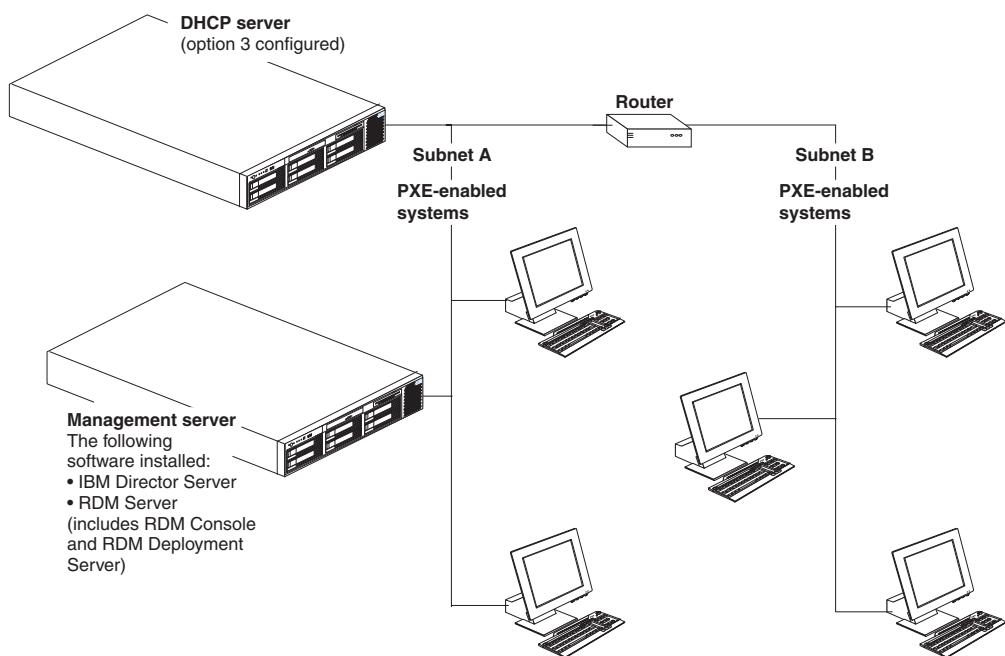 DHCP server
(option 3 configured)
Router
Subnet A
Subnet B
PXE-enabled
systems
PXE-enabled
systems
Management server
The following
software installed:
• IBM Director Server
• RDM Server
(includes RDM Console
and RDM Deployment
Server)